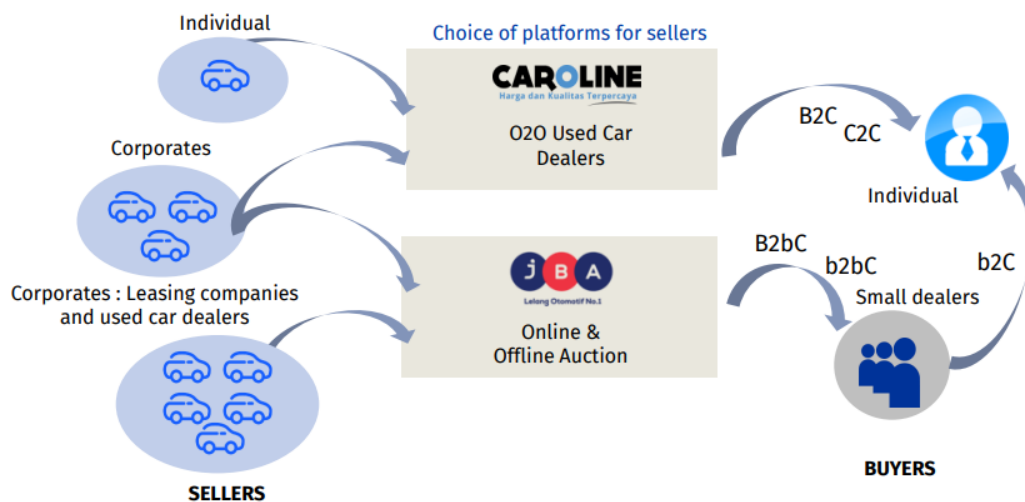 Individual
Choice of platforms for sellers
CAROLINE
Harga dan Kualitas Terpercaya
O2O Used Car
Dealers
B2C
C2C
Individual
Corporates
Corporates : Leasing companies
and used car dealers
JBA
Lelang Otomotif No.1
Online &
Offline Auction
B2bC
b2bC
b2C
Small dealers
SELLERS
BUYERS